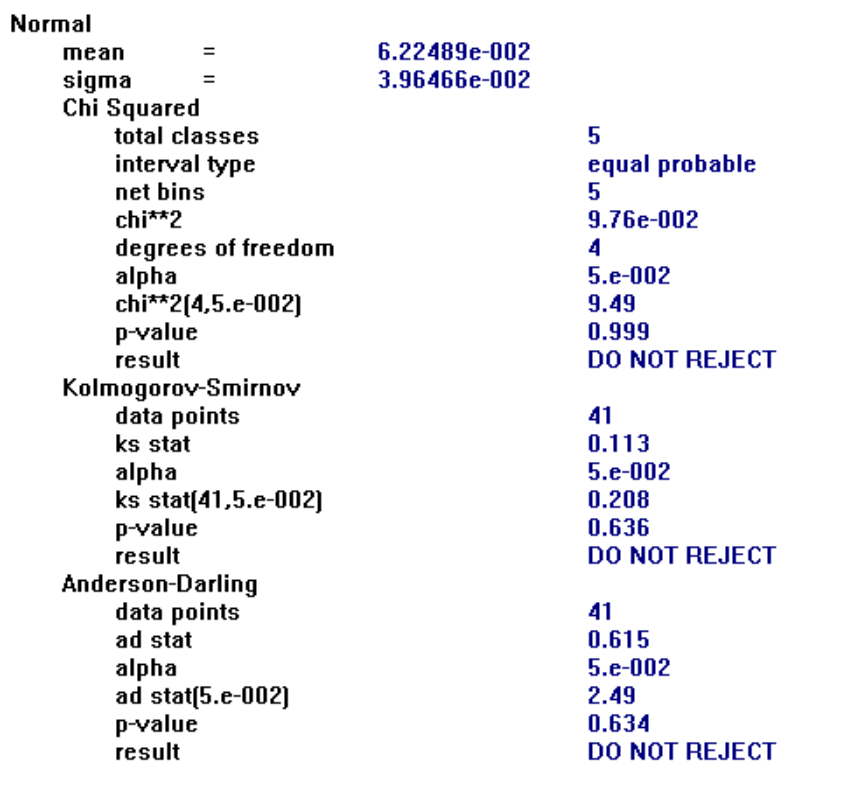 Normal
mean = 6.22489e-002
sigma = 3.96466e-002
Chi Squared
total classes 5
interval type equal probable
net bins 5
chi**2 9.76e-002
degrees of freedom 4
alpha 5.e-002
chi**2(4,5.e-002) 9.49
p-value 0.999
result DO NOT REJECT
Kolmogorov-Smirnov
data points 41
ks stat 0.113
alpha 5.e-002
ks stat(41,5.e-002) 0.208
p-value 0.636
result DO NOT REJECT
Anderson-Darling
data points 41
ad stat 0.615
alpha 5.e-002
ad stat(5.e-002) 2.49
p-value 0.634
result DO NOT REJECT